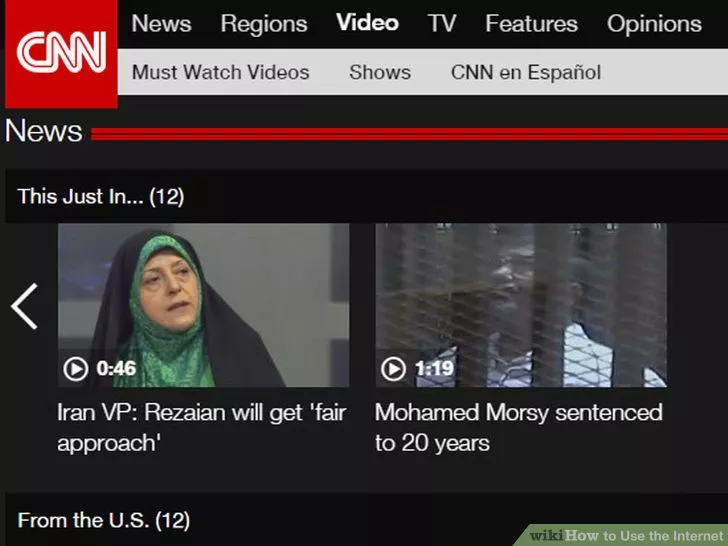 CNN
News Regions Video TV Features Opinions
Must Watch Videos Shows CNN en Español
News
This Just In... (12)
0:46
1:19
Iran VP: Rezaian will get 'fair
approach'
Mohamed Morsy sentenced
to 20 years
From the U.S. (12)
wikiHow to Use the Internet